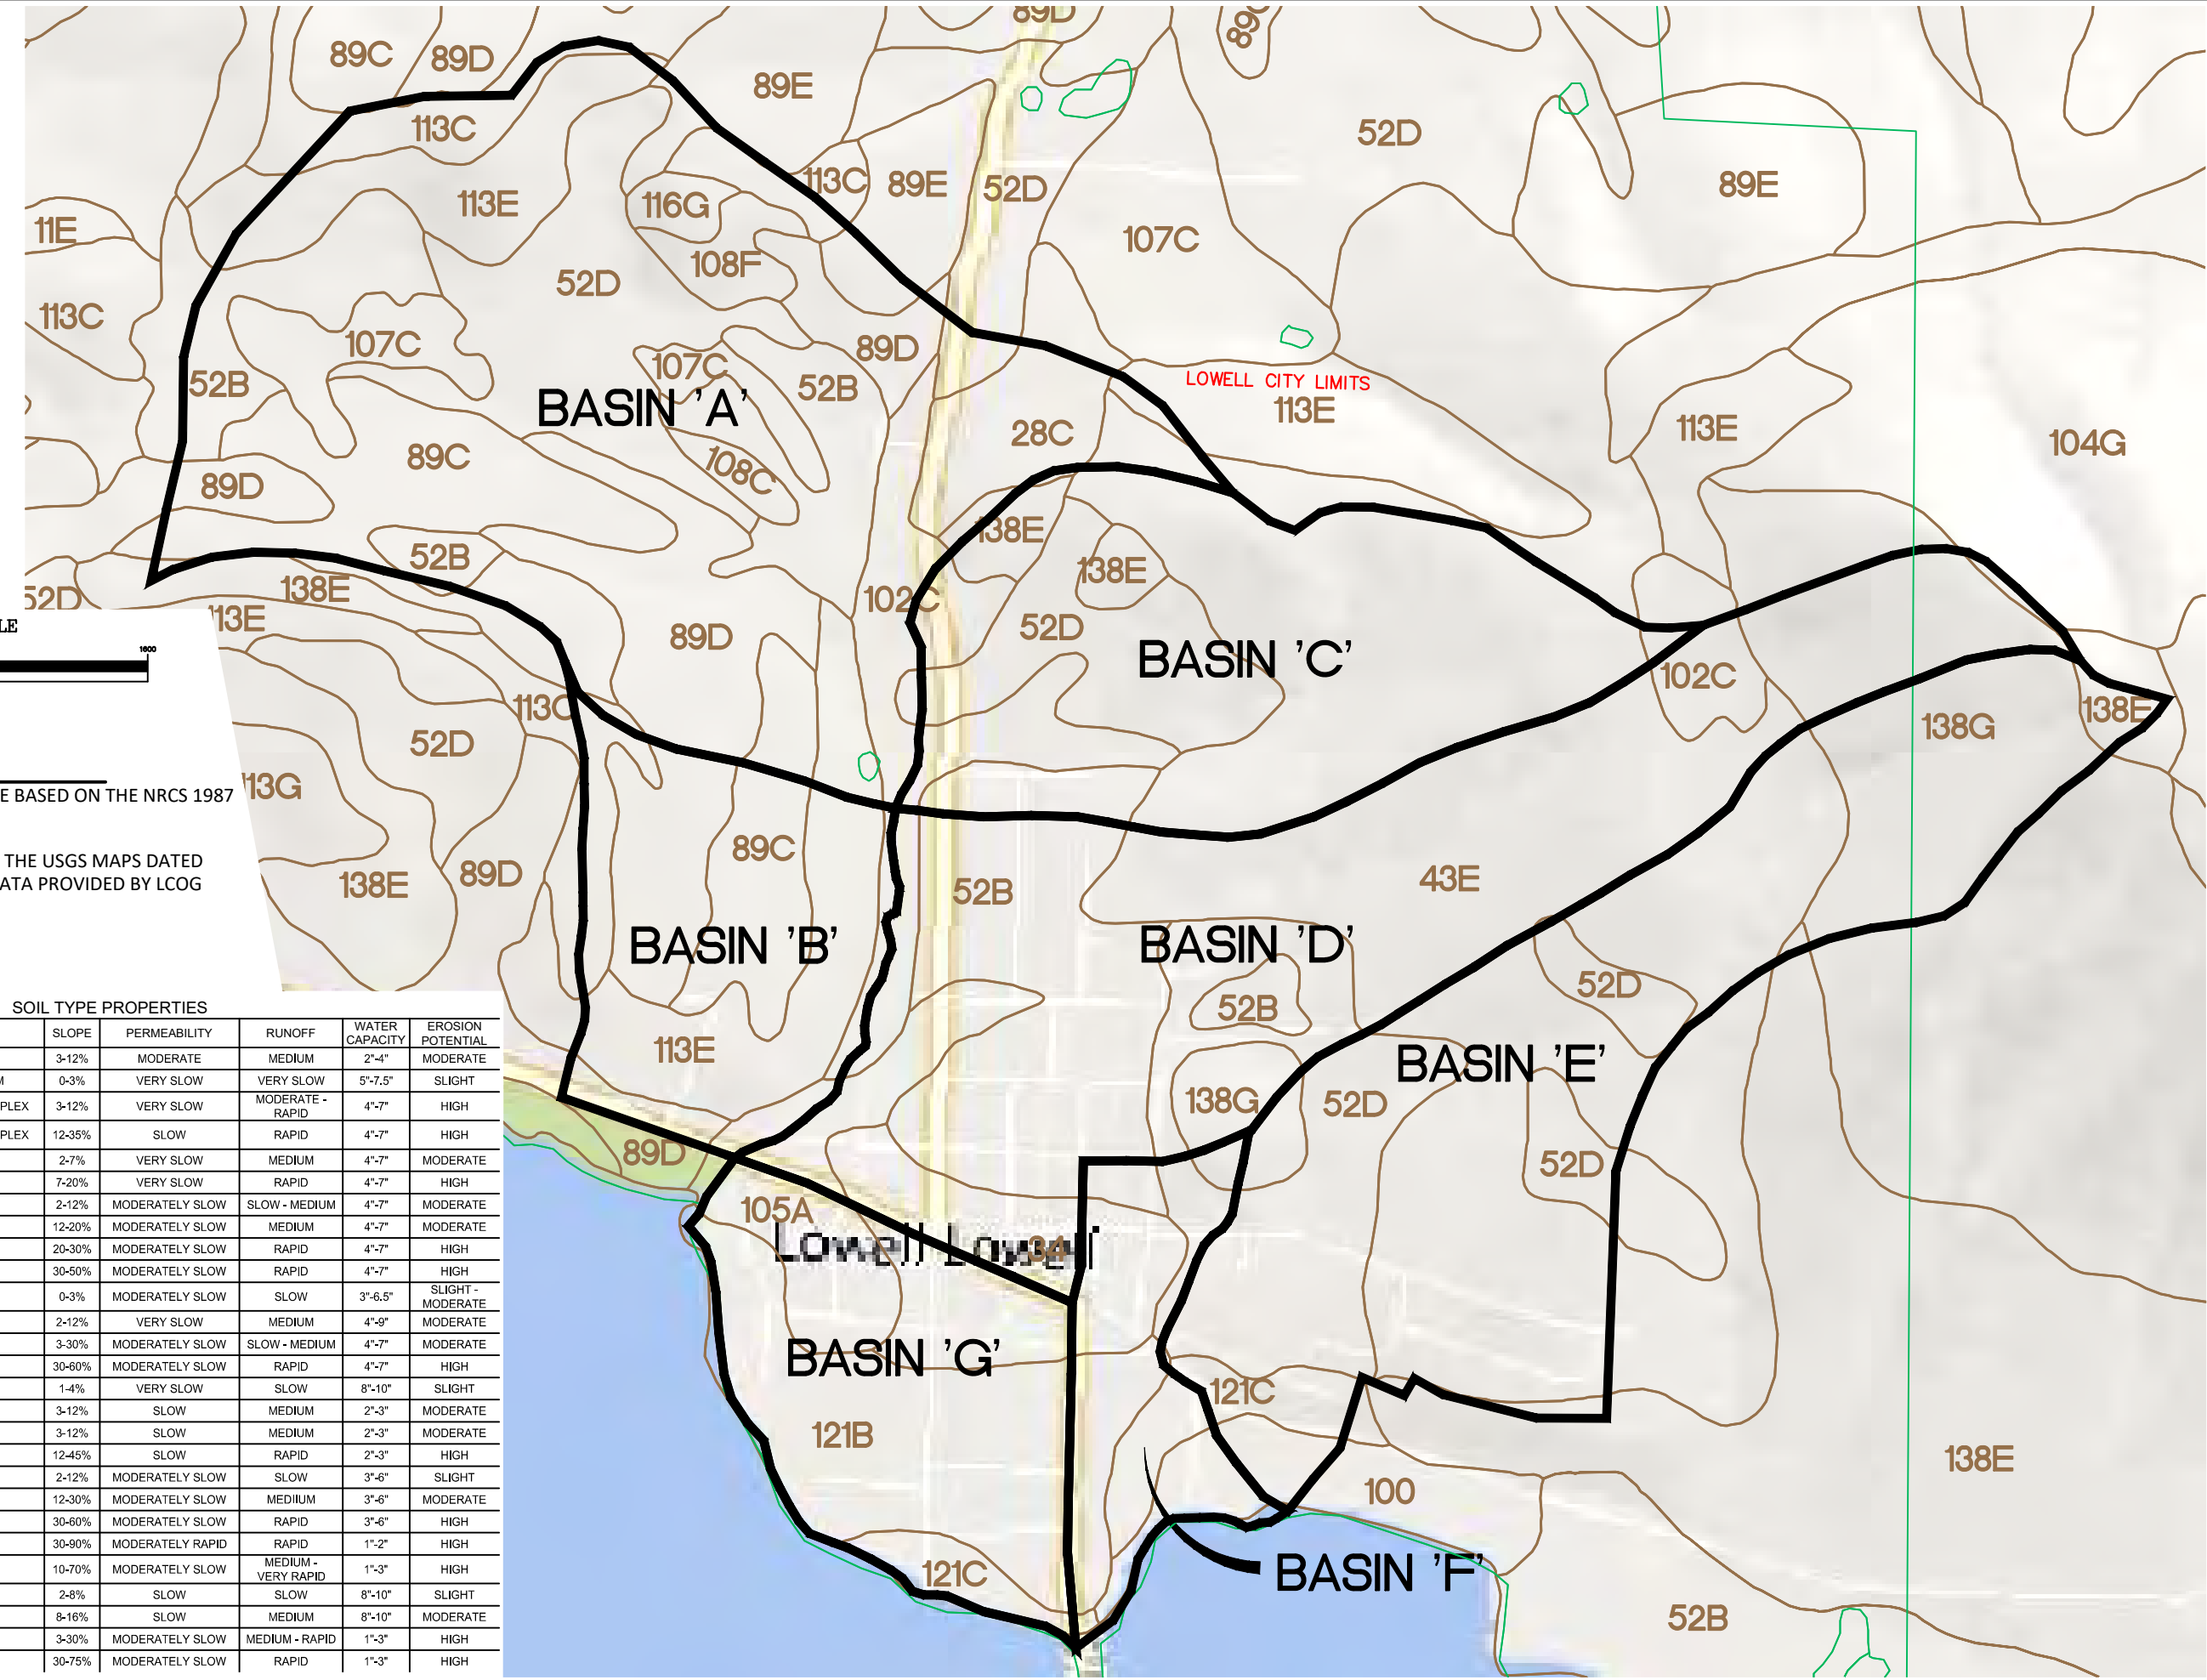 89D
89C
89C
89D
89E
113C
52D
113C
89E
52D
89E
113E
116G
11E
107C
108F
52D
113C
107C
89D
107C
52B
52B
LOWELL CITY LIMITS
BASIN 'A'
113E
28C
113E
104G
89C
108C
89D
138E
52B
138E
52D
138E
102C
113E
52D
89D
BASIN 'C'
102C
1600
113C
138E
138G
52D
113G
E BASED ON THE NRCS 1987
89C
THE USGS MAPS DATED
ATA PROVIDED BY LCOG
89D
138E
52B
43E
BASIN 'B'
BASIN 'D'
52D
52B
113E
BASIN 'E'
138G
52D
89D
52D
105A
Lowell Lowell
34
BASIN 'G'
121C
121B
138E
100
121C
BASIN 'F'
52B
SOIL TYPE PROPERTIES
SLOPE PERMEABILITY RUNOFF WATER CAPACITY EROSION POTENTIAL
3-12% MODERATE MEDIUM 2"-4" MODERATE
M 0-3% VERY SLOW VERY SLOW 5"-7.5" SLIGHT
PLEX 3-12% VERY SLOW MODERATE - RAPID 4"-7" HIGH
PLEX 12-35% SLOW RAPID 4"-7" HIGH
2-7% VERY SLOW MEDIUM 4"-7" MODERATE
7-20% VERY SLOW RAPID 4"-7" HIGH
2-12% MODERATELY SLOW SLOW - MEDIUM 4"-7" MODERATE
12-20% MODERATELY SLOW MEDIUM 4"-7" MODERATE
20-30% MODERATELY SLOW RAPID 4"-7" HIGH
30-50% MODERATELY SLOW RAPID 4"-7" HIGH
0-3% MODERATELY SLOW SLOW 3"-6.5" SLIGHT - MODERATE
2-12% VERY SLOW MEDIUM 4"-9" MODERATE
3-30% MODERATELY SLOW SLOW - MEDIUM 4"-7" MODERATE
30-60% MODERATELY SLOW RAPID 4"-7" HIGH
1-4% VERY SLOW SLOW 8"-10" SLIGHT
3-12% SLOW MEDIUM 2"-3" MODERATE
3-12% SLOW MEDIUM 2"-3" MODERATE
12-45% SLOW RAPID 2"-3" HIGH
2-12% MODERATELY SLOW SLOW 3"-6" SLIGHT
12-30% MODERATELY SLOW MEDIIUM 3"-6" MODERATE
30-60% MODERATELY SLOW RAPID 3"-6" HIGH
30-90% MODERATELY RAPID RAPID 1"-2" HIGH
10-70% MODERATELY SLOW MEDIUM - VERY RAPID 1"-3" HIGH
2-8% SLOW SLOW 8"-10" SLIGHT
8-16% SLOW MEDIUM 8"-10" MODERATE
3-30% MODERATELY SLOW MEDIUM - RAPID 1"-3" HIGH
30-75% MODERATELY SLOW RAPID 1"-3" HIGH